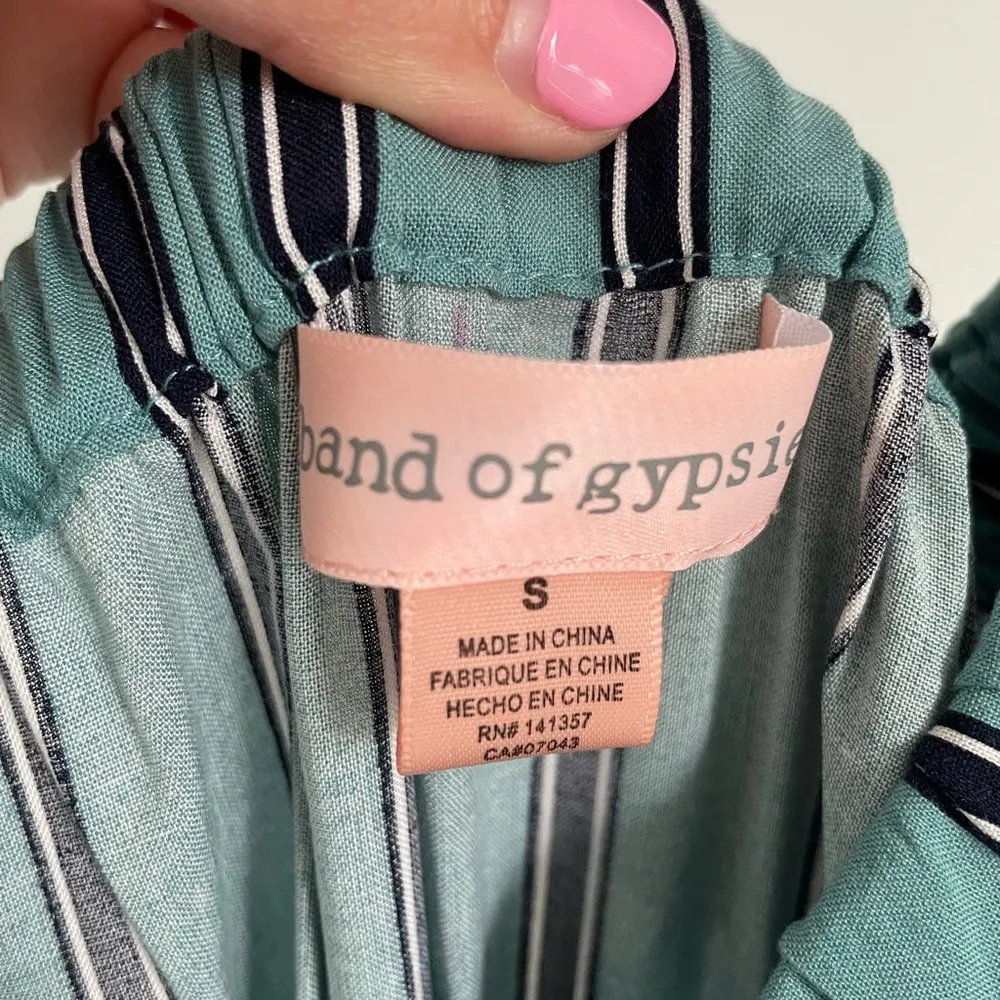 band of gypsie
S
MADE IN CHINA
FABRIQUE EN CHINE
HECHO EN CHINE
RN# 141357
CA#07043